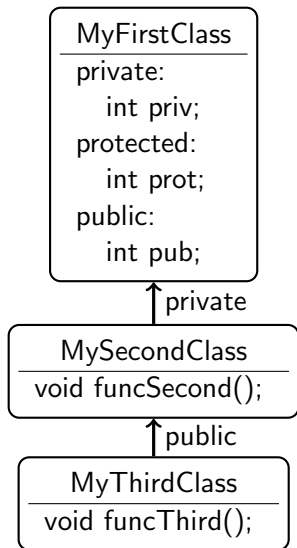 MyFirstClass
private:
int priv;
protected:
int prot;
public:
int pub;
private
MySecondClass
void funcSecond();
public
MyThirdClass
void funcThird();